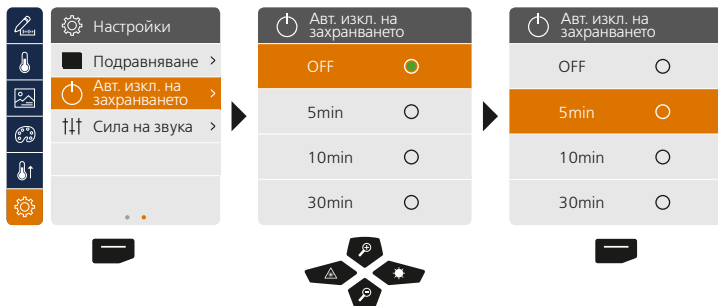 Настройки
Подравняване
Авт. изкл. на
захранването
Сила на звука
Авт. изкл. на
захранването
OFF
5min
10min
30min
Авт. изкл. на
захранването
OFF
5min
10min
30min